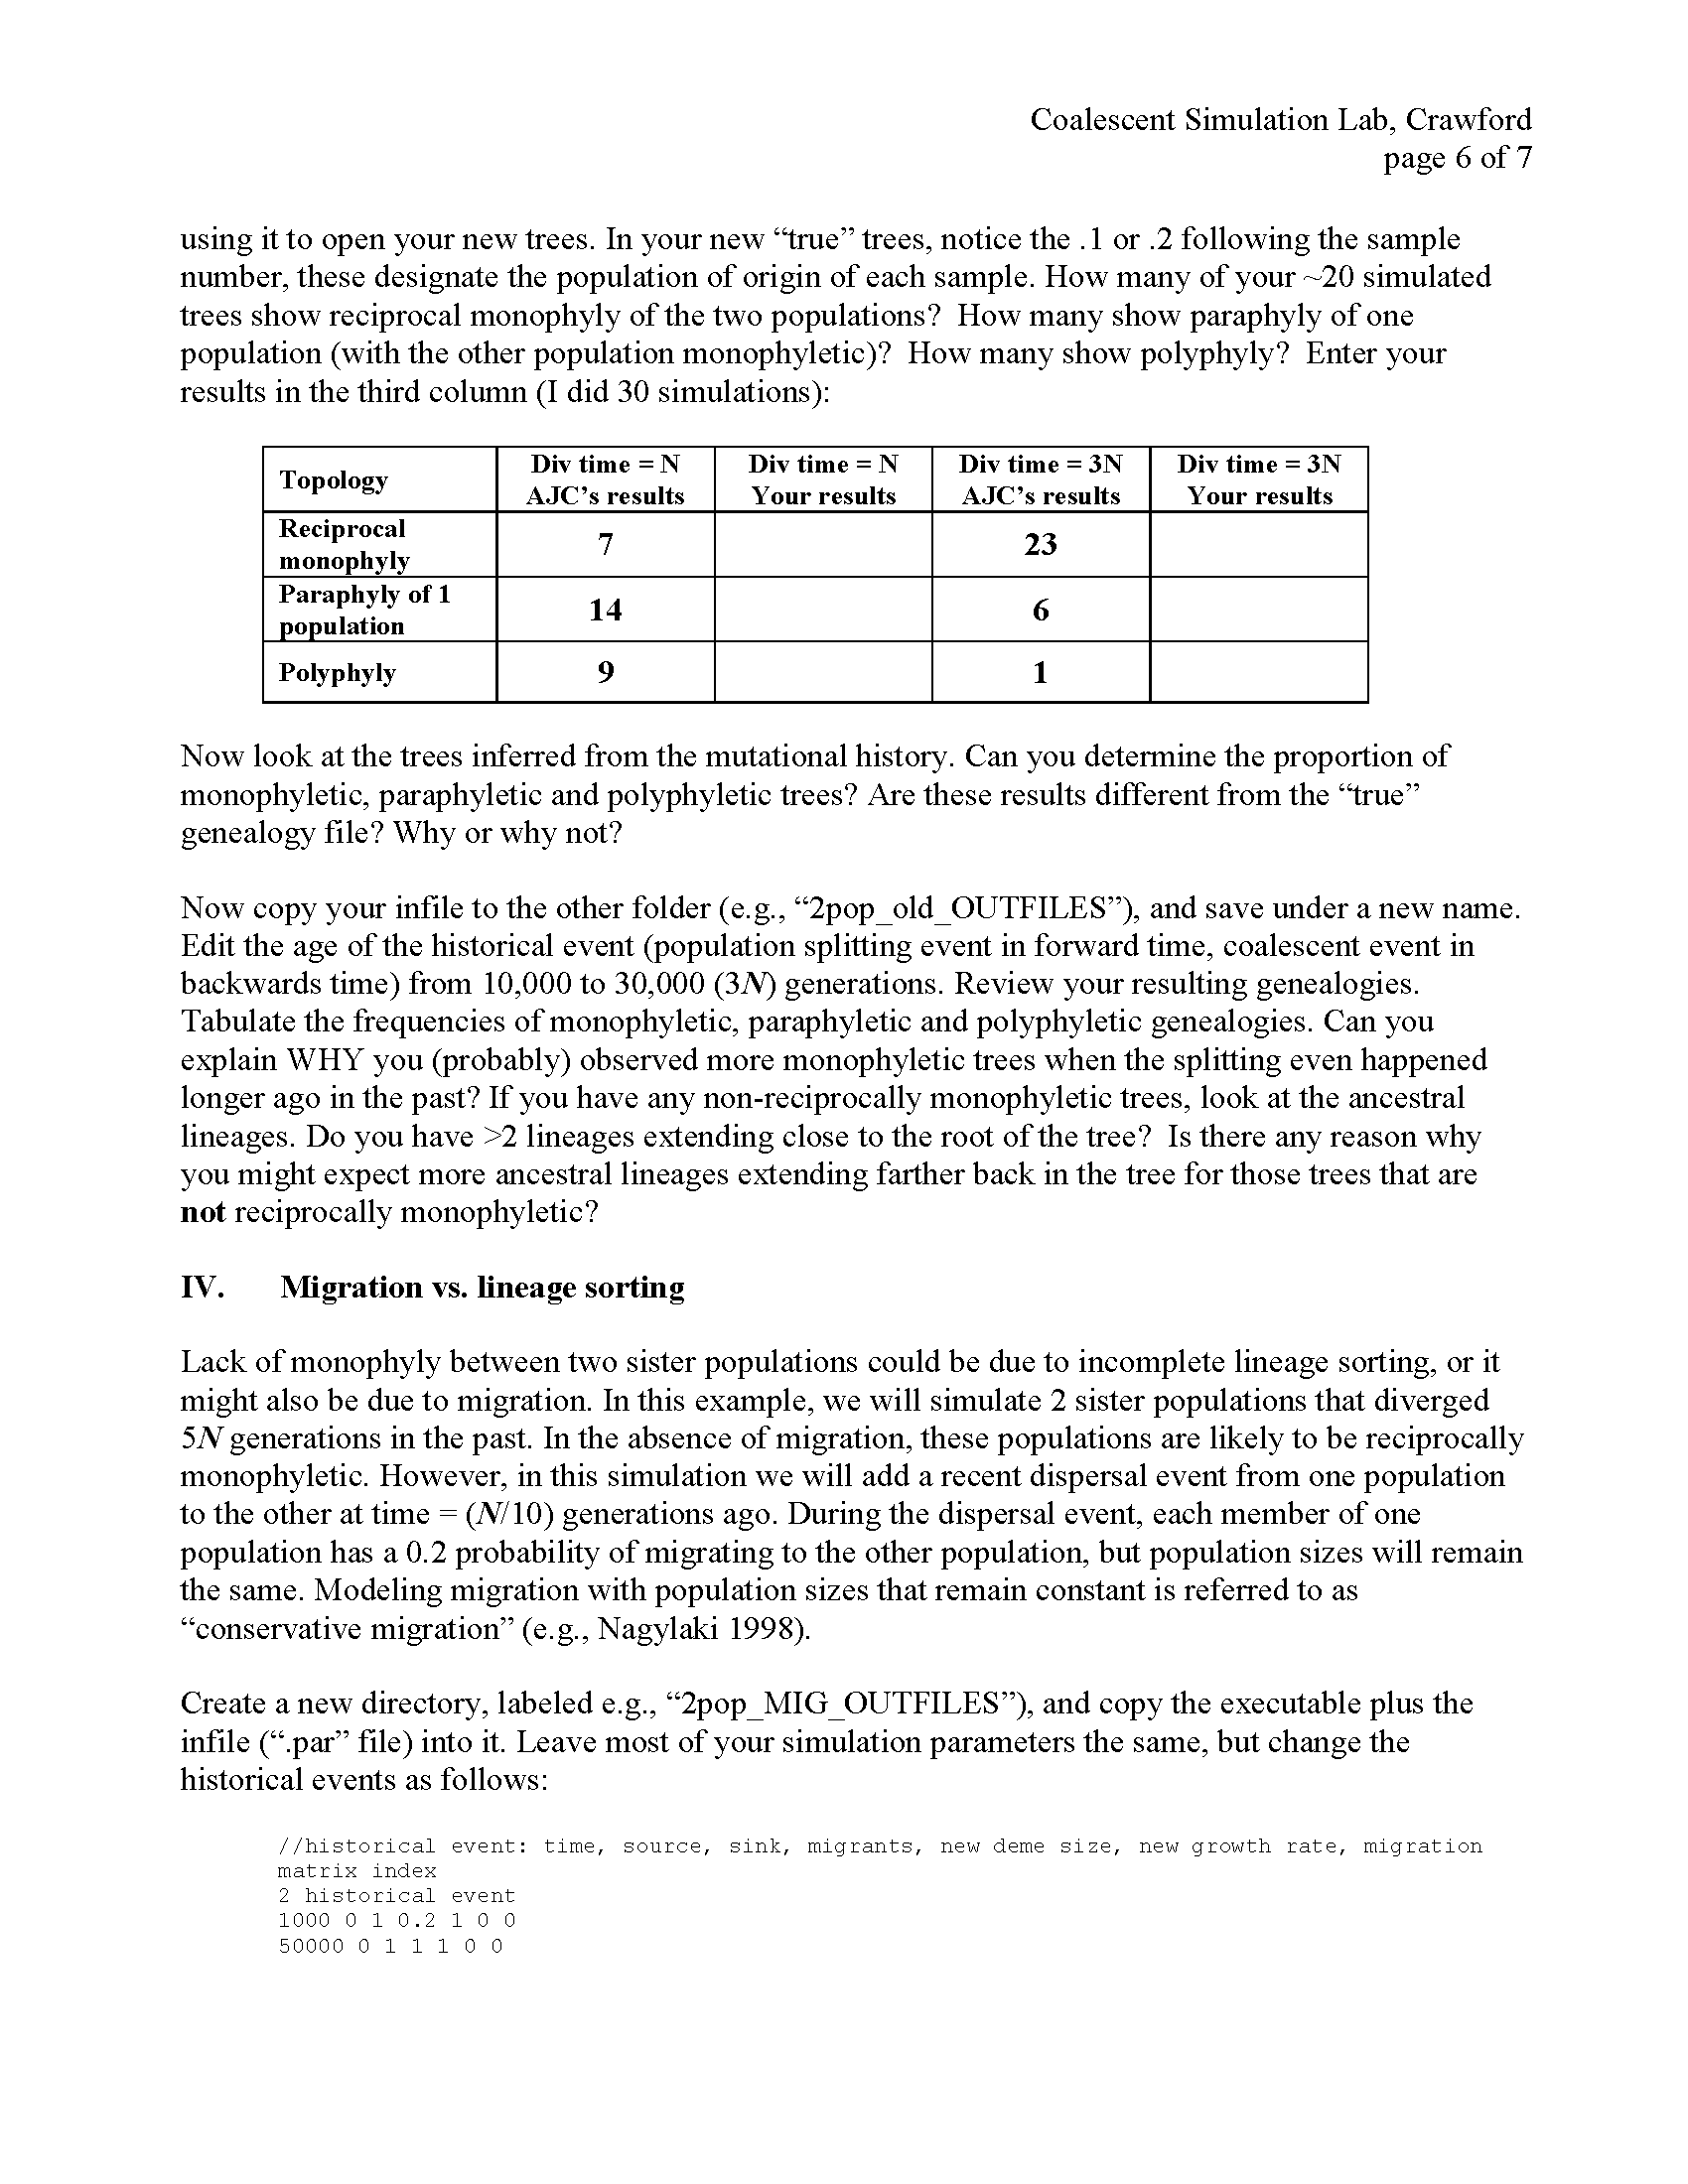 Coalescent Simulation Lab, Crawford
page 6 of 7
using it to open your new trees. In your new “true” trees, notice the .1 or .2 following the sample
number, these designate the population of origin of each sample. How many of your ~20 simulated
trees show reciprocal monophyly of the two populations?  How many show paraphyly of one
population (with the other population monophyletic)?  How many show polyphyly?  Enter your
results in the third column (I did 30 simulations):
Topology
Div time = N
AJC’s results
Div time = N
Your results
Div time = 3N
AJC’s results
Div time = 3N
Your results
Reciprocal
monophyly
7
23
Paraphyly of 1
population
14
6
Polyphyly
9
1
Now look at the trees inferred from the mutational history. Can you determine the proportion of
monophyletic, paraphyletic and polyphyletic trees? Are these results different from the “true”
genealogy file? Why or why not?
Now copy your infile to the other folder (e.g., “2pop_old_OUTFILES”), and save under a new name.
Edit the age of the historical event (population splitting event in forward time, coalescent event in
backwards time) from 10,000 to 30,000 (3N) generations. Review your resulting genealogies.
Tabulate the frequencies of monophyletic, paraphyletic and polyphyletic genealogies. Can you
explain WHY you (probably) observed more monophyletic trees when the splitting even happened
longer ago in the past? If you have any non-reciprocally monophyletic trees, look at the ancestral
lineages. Do you have >2 lineages extending close to the root of the tree?  Is there any reason why
you might expect more ancestral lineages extending farther back in the tree for those trees that are
not reciprocally monophyletic?
IV. Migration vs. lineage sorting
Lack of monophyly between two sister populations could be due to incomplete lineage sorting, or it
might also be due to migration. In this example, we will simulate 2 sister populations that diverged
5N generations in the past. In the absence of migration, these populations are likely to be reciprocally
monophyletic. However, in this simulation we will add a recent dispersal event from one population
to the other at time = (N/10) generations ago. During the dispersal event, each member of one
population has a 0.2 probability of migrating to the other population, but population sizes will remain
the same. Modeling migration with population sizes that remain constant is referred to as
“conservative migration” (e.g., Nagylaki 1998).
Create a new directory, labeled e.g., “2pop_MIG_OUTFILES”), and copy the executable plus the
infile (“.par” file) into it. Leave most of your simulation parameters the same, but change the
historical events as follows:
//historical event: time, source, sink, migrants, new deme size, new growth rate, migration
matrix index
2 historical event
1000 0 1 0.2 1 0 0
50000 0 1 1 1 0 0